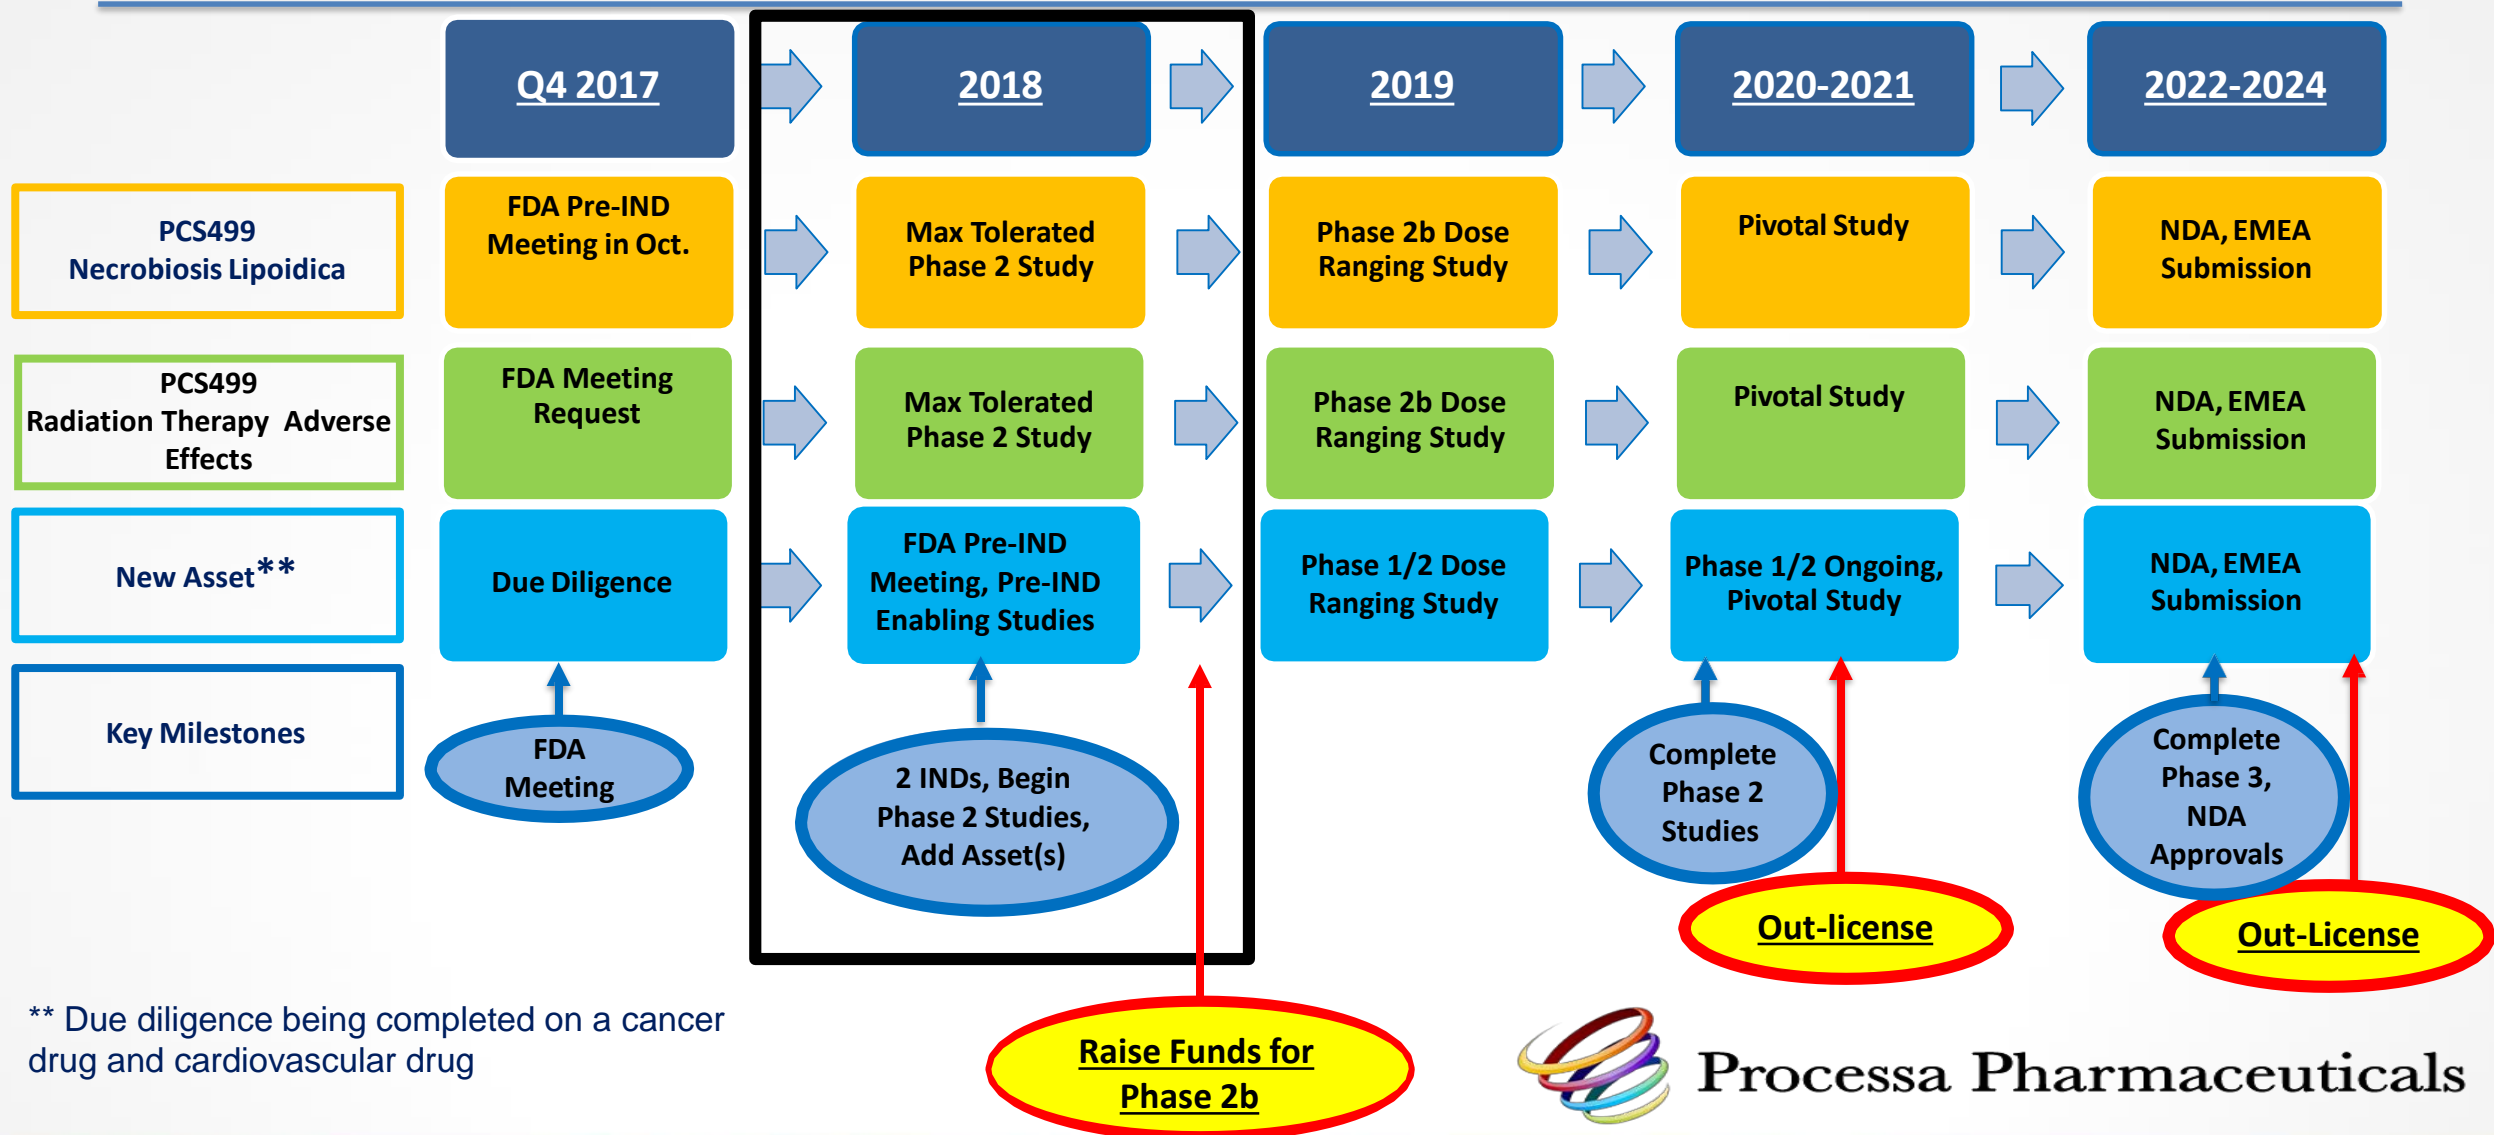 Q4 2017
2018
2019
2020-2021
2022-2024
PCS499
Necrobiosis Lipoidica
FDA Pre-IND
Meeting in Oct.
Max Tolerated
Phase 2 Study
Phase 2b Dose
Ranging Study
Pivotal Study
NDA, EMEA
Submission
PCS499
Radiation Therapy Adverse
Effects
FDA Meeting
Request
Max Tolerated
Phase 2 Study
Phase 2b Dose
Ranging Study
Pivotal Study
NDA, EMEA
Submission
New Asset**
Due Diligence
FDA Pre-IND
Meeting, Pre-IND
Enabling Studies
Phase 1/2 Dose
Ranging Study
Phase 1/2 Ongoing,
Pivotal Study
NDA, EMEA
Submission
Key Milestones
FDA
Meeting
2 INDs, Begin
Phase 2 Studies,
Add Asset(s)
Complete
Phase 2
Studies
Complete
Phase 3,
NDA
Approvals
Out-license
Out-License
Raise Funds for
Phase 2b
** Due diligence being completed on a cancer
drug and cardiovascular drug
Processa Pharmaceuticals